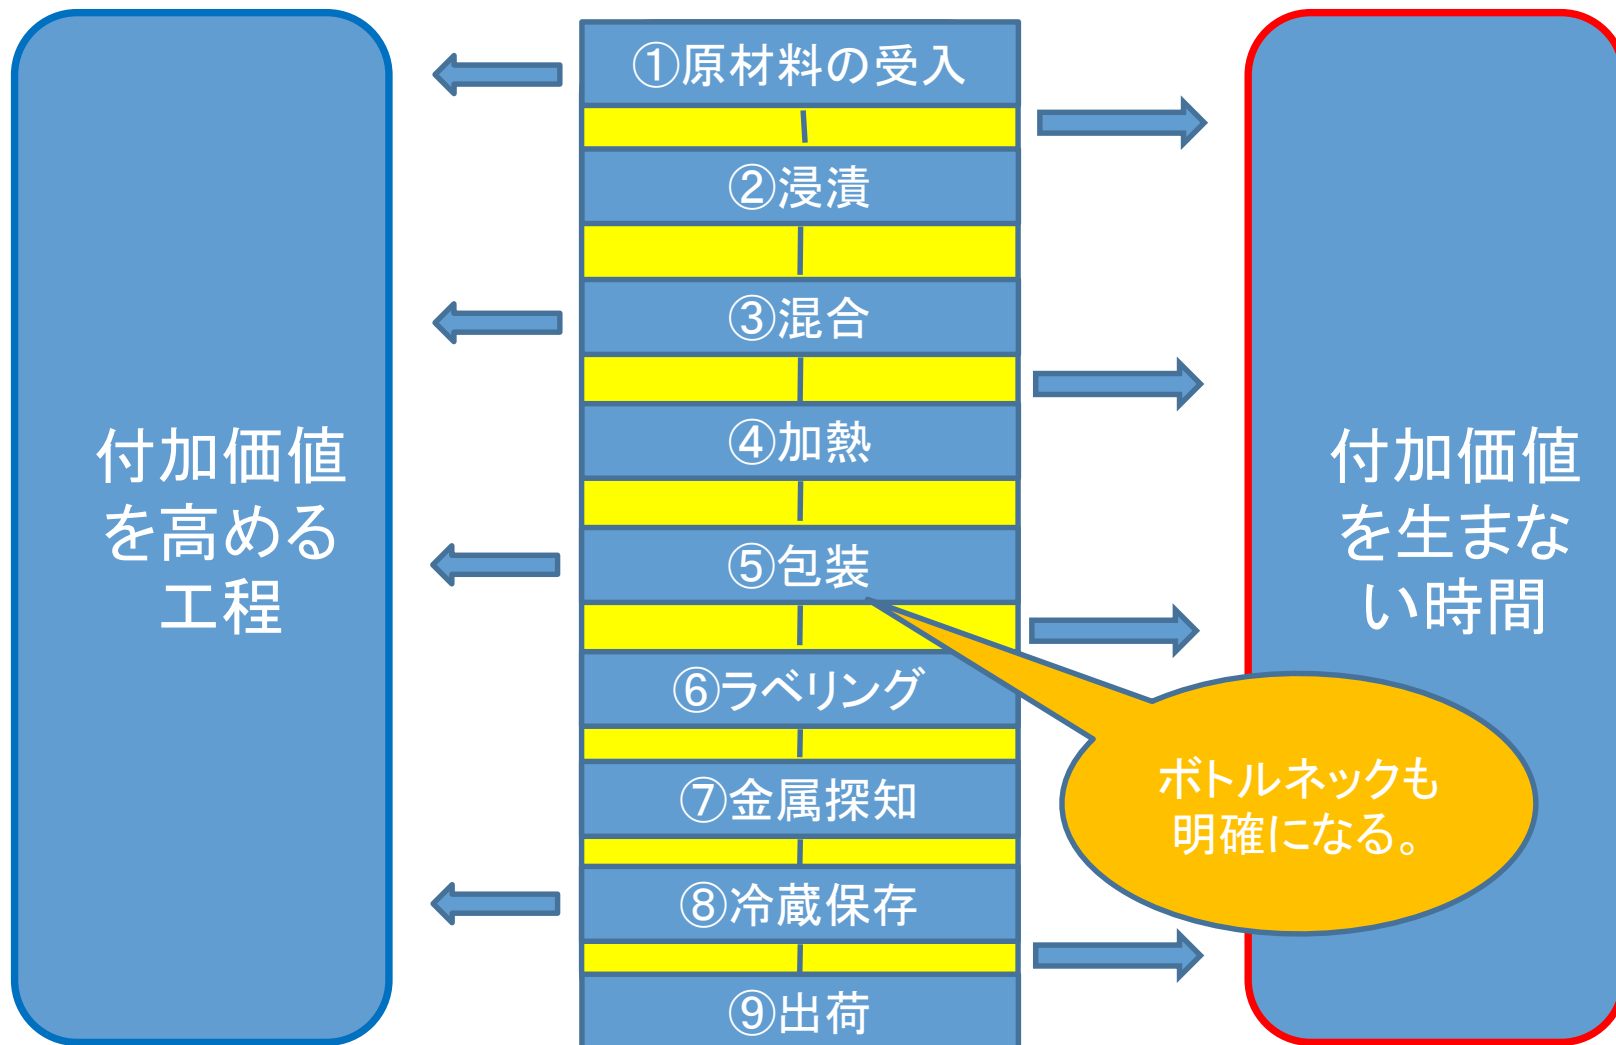 ①原材料の受入
②浸漬
③混合
④加熱
⑤包装
⑥ラベリング
⑦金属探知
⑧冷蔵保存
⑨出荷
付加価値
を高める
工程
付加価値
を生まな
い時間
ボトルネックも
明確になる。